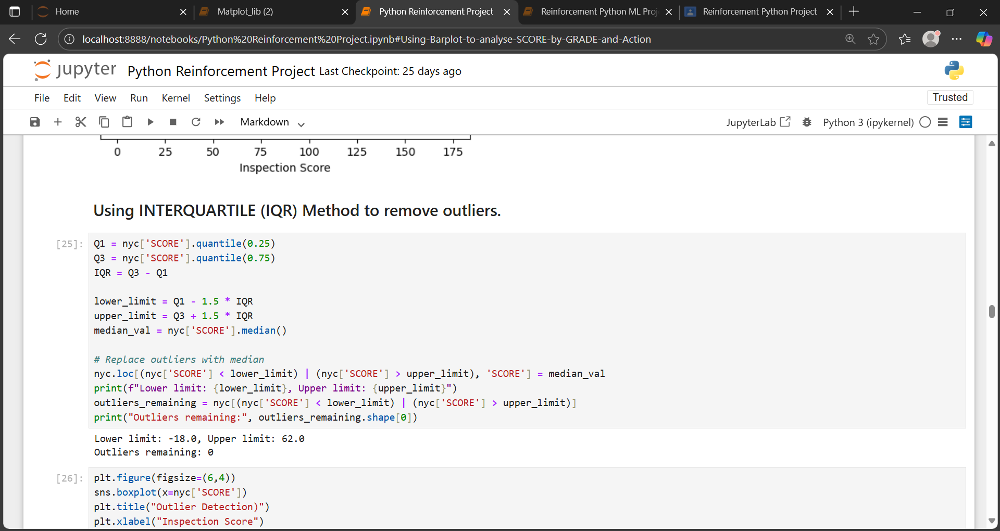 Home
Matplot_lib (2)
Python Reinforcement Project
Reinforcement Python ML Proj
Reinforcement Python Project
localhost:8888/notebooks/Python%20Reinforcement%20Project.ipynb#Using-Barplot-to-analyse-SCORE-by-GRADE-and-Action
jupyter Python Reinforcement Project Last Checkpoint: 25 days ago
File Edit View Run Kernel Settings Help Trusted
Markdown JupyterLab Python 3 (ipykernel)
0 25 50 75 100 125 150 175
Inspection Score
Using INTERQUARTILE (IQR) Method to remove outliers.
[25]: Q1 = nyc['SCORE'].quantile(0.25)
Q3 = nyc['SCORE'].quantile(0.75)
IQR = Q3 - Q1
lower_limit = Q1 - 1.5 * IQR
upper_limit = Q3 + 1.5 * IQR
median_val = nyc['SCORE'].median()
# Replace outliers with median
nyc.loc[(nyc['SCORE'] < lower_limit) | (nyc['SCORE'] > upper_limit), 'SCORE'] = median_val
print(f"Lower limit: {lower_limit}, Upper limit: {upper_limit}")
outliers_remaining = nyc[(nyc['SCORE'] < lower_limit) | (nyc['SCORE'] > upper_limit)]
print("Outliers remaining:", outliers_remaining.shape[0])
Lower limit: -18.0, Upper limit: 62.0
Outliers remaining: 0
[26]: plt.figure(figsize=(6,4))
sns.boxplot(x=nyc['SCORE'])
plt.title("Outlier Detection)")
plt.xlabel("Inspection Score")